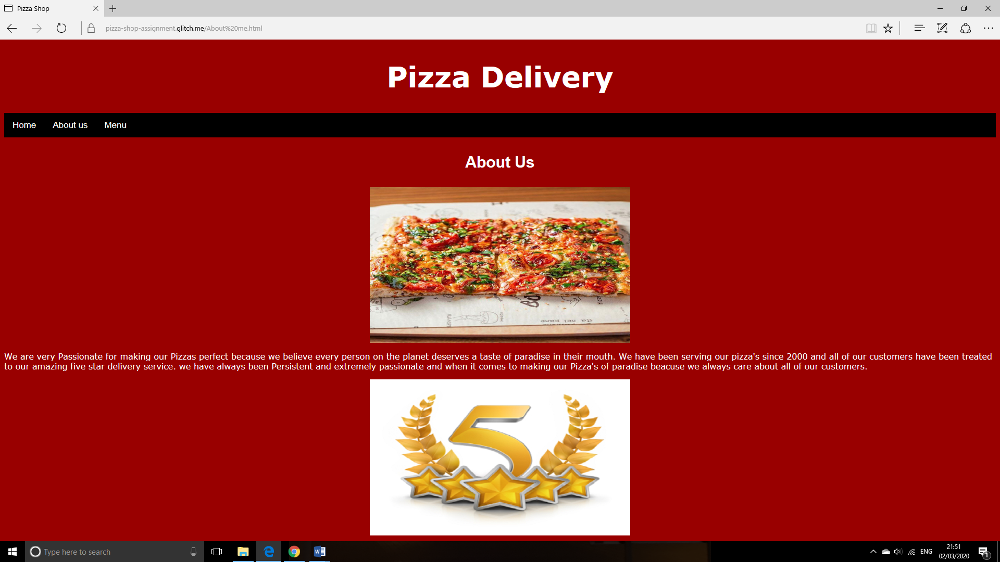 Pizza Shop
pizza-shop-assignment.glitch.me/About%20me.html
Pizza Delivery
Home About us Menu
About Us
sta nel pane
We are very Passionate for making our Pizzas perfect because we believe every person on the planet deserves a taste of paradise in their mouth. We have been serving our pizza's since 2000 and all of our customers have been treated
to our amazing five star delivery service. we have always been Persistent and extremely passionate and when it comes to making our Pizza's of paradise beacuse we always care about all of our customers.
5
Type here to search
ENG
21:51
02/03/2020
1